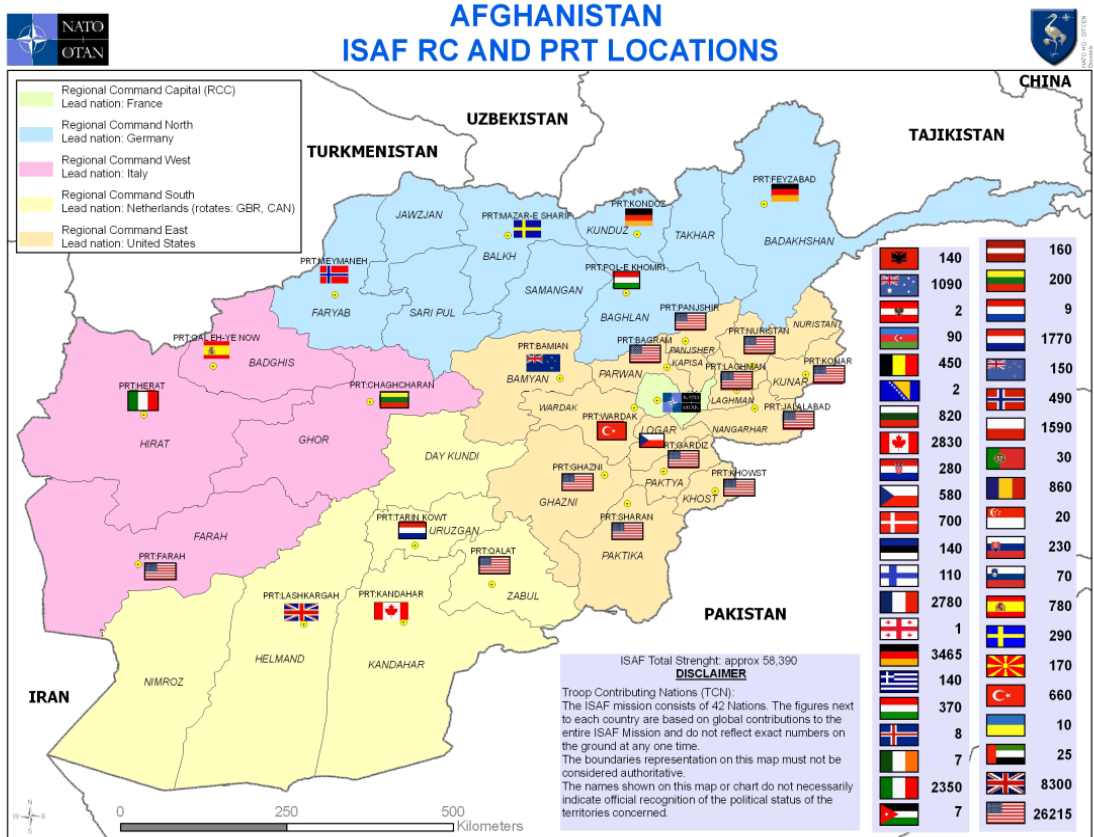 AFGHANISTAN
ISAF RC AND PRT LOCATIONS
NATO
OTAN
Regional Command Capital (RCC)
Lead nation: France
Regional Command North
Lead nation: Germany
Regional Command West
Lead nation: Italy
Regional Command South
Lead nation: Netherlands (rotates: GBR, CAN)
Regional Command East
Lead nation: United States
CHINA
UZBEKISTAN
TAJIKISTAN
TURKMENISTAN
PRT:FEYZABAD
JAWZJAN
PRT:MAZAR-E SHARIF
PRT:KONDOZ
KUNDUZ
TAKHAR
BADAKHSHAN
BALKH
PRT:MEYMANEH
PRT:POL-E KHOMRI
SAMANGAN
FARYAB
SARI PUL
BAGHLAN
PRT:PANJSHIR
NURISTAN
PRT:QAL'EH-YE NOW
PRT:NURISTAN
BADGHIS
PRT:BAMIAN
PRT:BAGRAM
PANJSHER
KAPISA
PRT:KONAR
PRT:LAGHMAN
PARWAN
BAMYAN
KUNAR
PRT:HERAT
PRT:CHAGHCHARAN
LAGHMAN
NATO
OTAN
WARDAK
PRT:JALALABAD
PRT:WARDAK
LOGAR
NANGARHAR
HIRAT
GHOR
DAY KUNDI
PRT:GARDIZ
PRT:GHAZNI
PRT:KHOWST
PAKTYA
GHAZNI
KHOST
PRT:TARIN KOWT
URUZGAN
PRT:SHARAN
FARAH
PRT:FARAH
PRT:QALAT
PAKTIKA
ZABUL
PRT:LASHKARGAH
PRT:KANDAHAR
PAKISTAN
HELMAND
KANDAHAR
NIMROZ
IRAN
ISAF Total Strenght: approx 58,390
DISCLAIMER
Troop Contributing Nations (TCN):
The ISAF mission consists of 42 Nations. The figures next
to each country are based on global contributions to the
entire ISAF Mission and do not reflect exact numbers on
the ground at any one time.
The boundaries representation on this map must not be
considered authoritative.
The names shown on this map or chart do not necessarily
indicate official recognition of the political status of the
territories concerned.
140
1090
2
90
450
2
820
2830
280
580
700
140
110
2780
1
3465
140
370
8
7
2350
7
160
200
9
1770
150
490
1590
30
860
20
230
70
780
290
170
660
10
25
8300
26215
N
W E
S
0 250 500
Kilometers